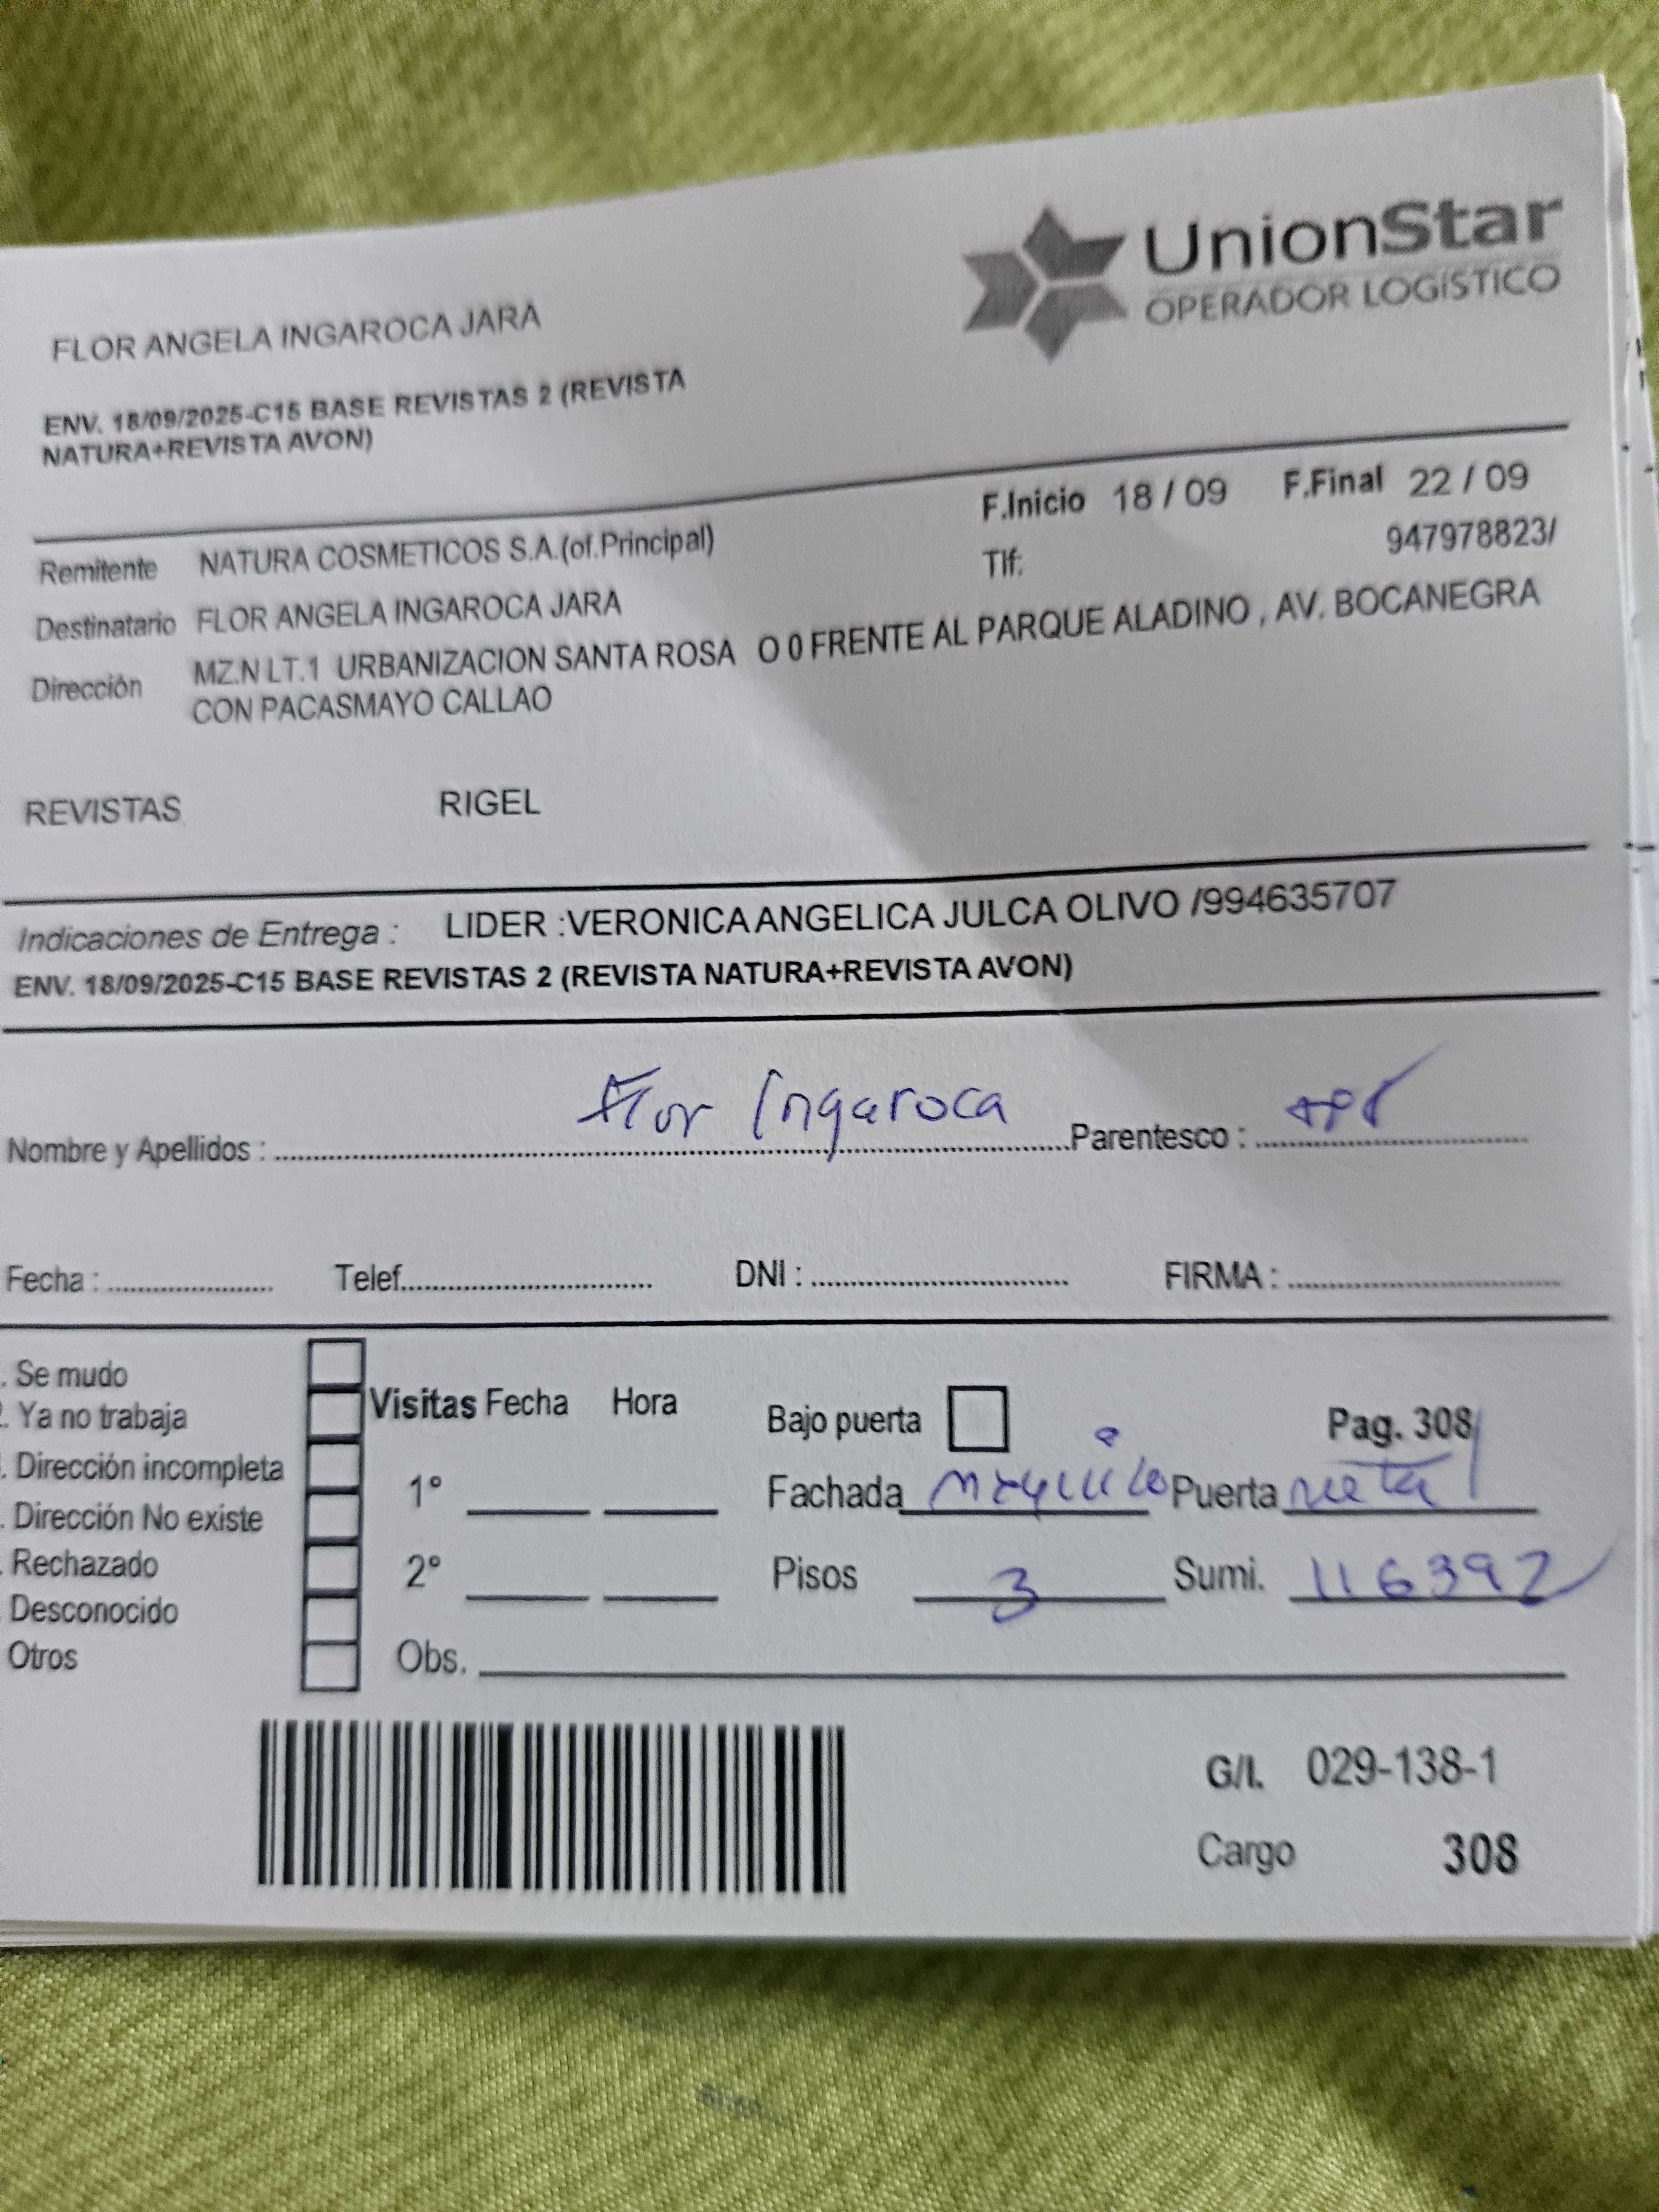 UnionStar
OPERADOR LOGÍSTICO
FLOR ANGELA INGAROCA JARA
ENV. 18/09/2025-C15 BASE REVISTAS 2 (REVISTA
NATURA+REVISTA AVON)
F.Inicio 18 / 09 F.Final 22 / 09
Remitente NATURA COSMETICOS S.A.(of.Principal) Tlf: 947978823/
Destinatario FLOR ANGELA INGAROCA JARA
Dirección MZ.N LT.1 URBANIZACION SANTA ROSA O 0 FRENTE AL PARQUE ALADINO , AV. BOCANEGRA
CON PACASMAYO CALLAO
REVISTAS RIGEL
Indicaciones de Entrega : LIDER :VERONICA ANGELICA JULCA OLIVO /994635707
ENV. 18/09/2025-C15 BASE REVISTAS 2 (REVISTA NATURA+REVISTA AVON)
Nombre y Apellidos : Flor Ingaroca Parentesco :
Fecha : Telef. DNI : FIRMA :
. Se mudo
. Ya no trabaja
. Dirección incompleta
. Dirección No existe
Rechazado
Desconocido
Otros
Visitas Fecha Hora
1°
2°
Obs.
Bajo puerta Pag. 308
Fachada Puerta metal
Pisos 3 Sumi. 116392
G/I. 029-138-1
Cargo 308